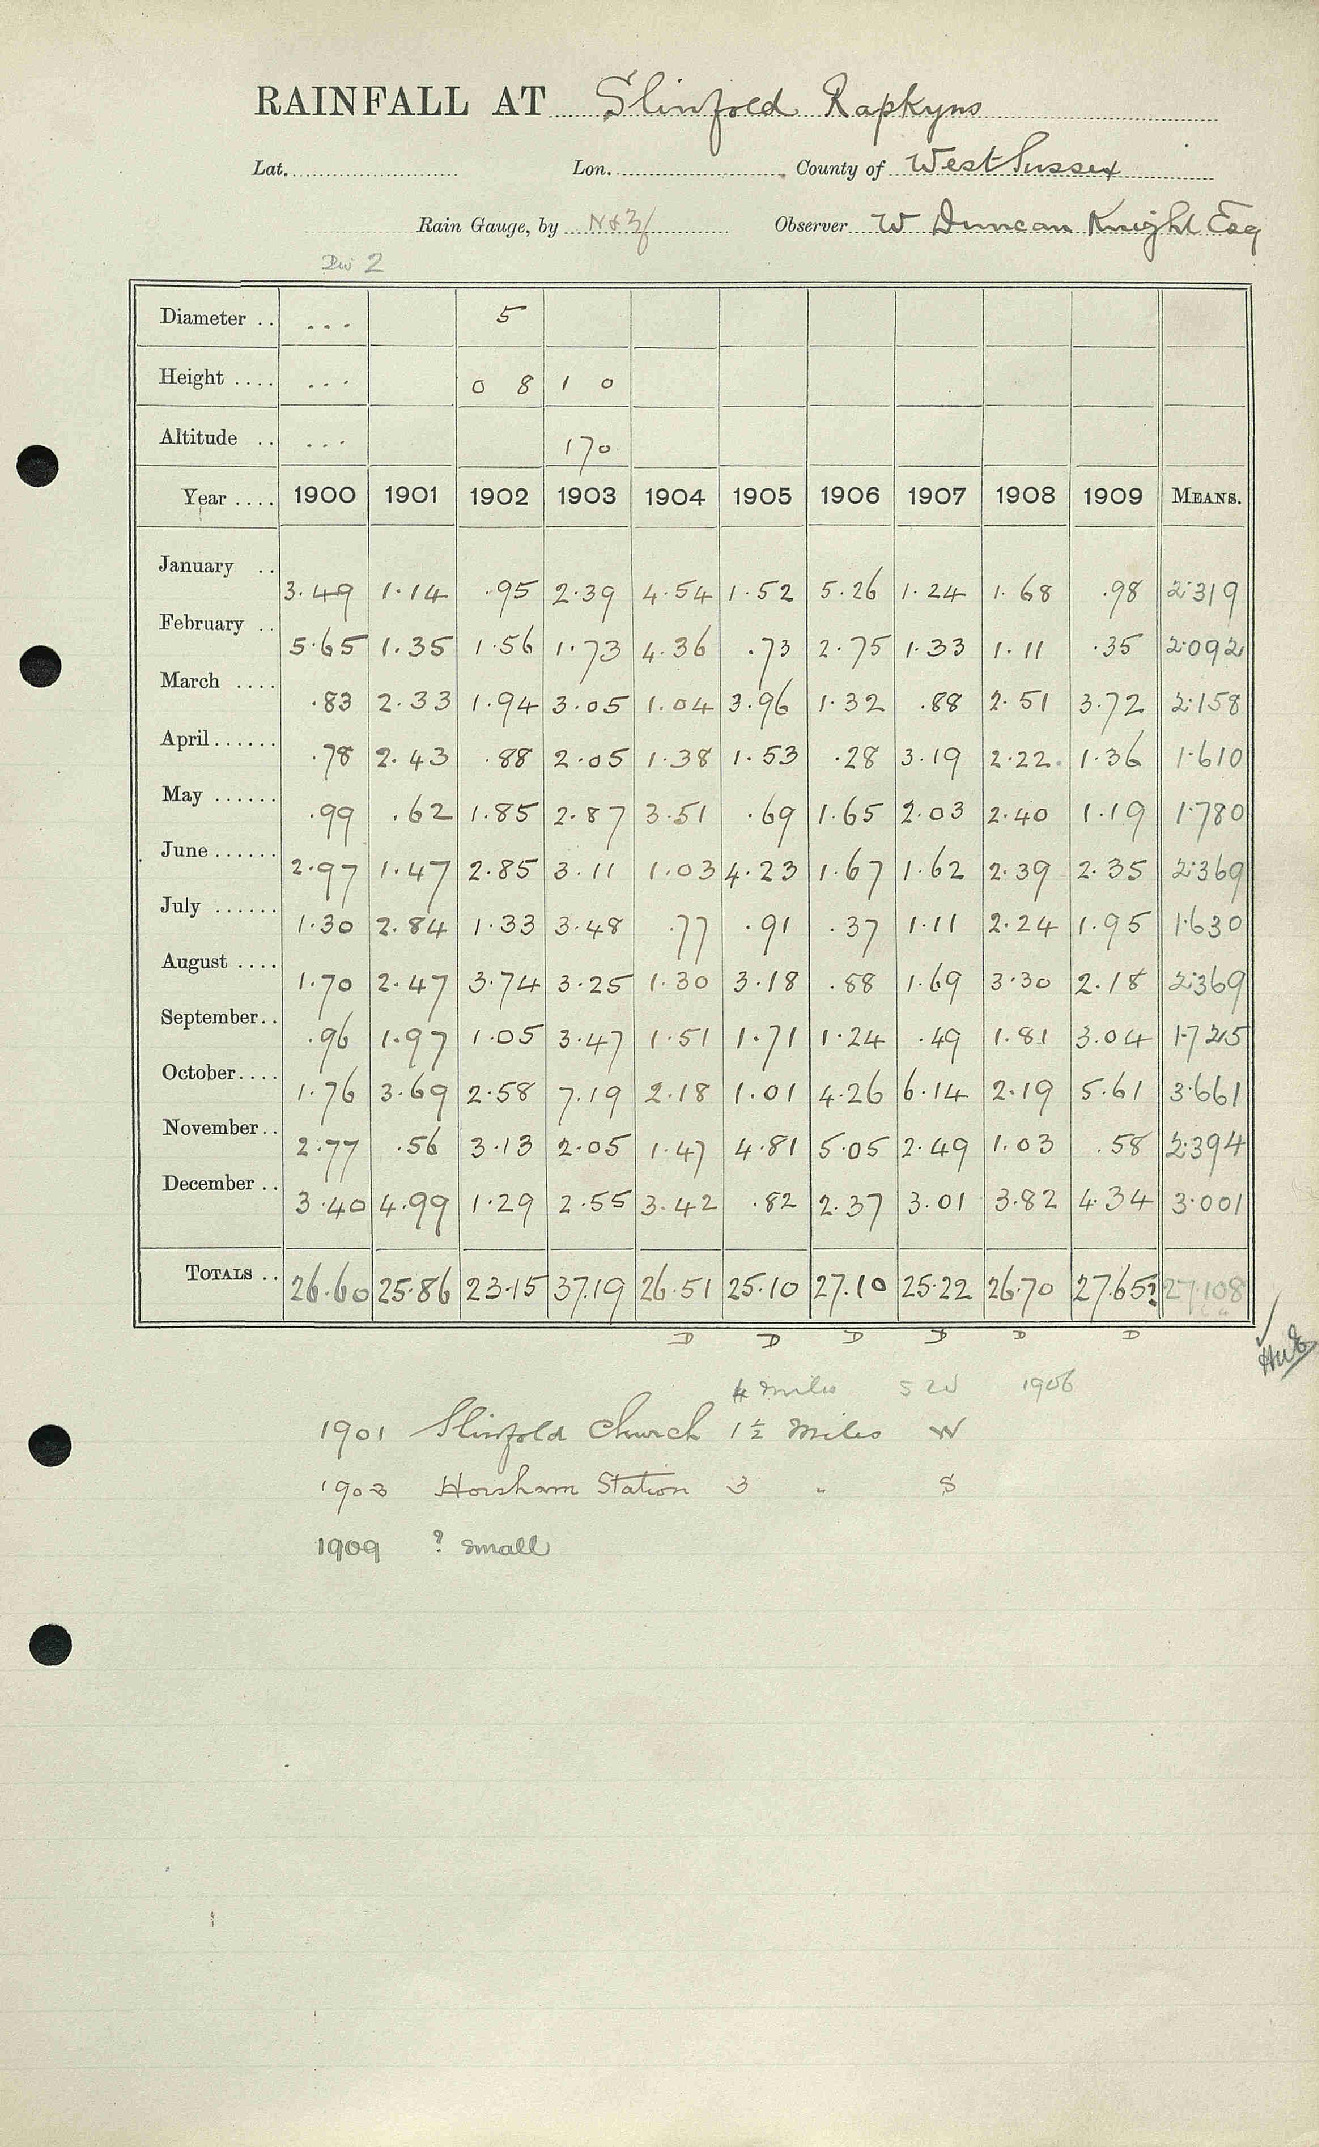 RAINFALL AT Slinfold Rapkyns
Lat. Lon. County of West Sussex
Rain Gauge, by N & Z Observer W Duncan Knight Esq
Div 2
Diameter .. ... 5
Height .... ... 0 8 1 0
Altitude .. ... 170
Year .... 1900 1901 1902 1903 1904 1905 1906 1907 1908 1909 MEANS.
January .. 3.49 1.14 .95 2.39 4.54 1.52 5.26 1.24 1.68 .98 2.319
February .. 5.65 1.35 1.56 1.73 4.36 .73 2.75 1.33 1.11 .35 2.092
March .... .83 2.33 1.94 3.05 1.04 3.96 1.32 .88 2.51 3.72 2.158
April...... .78 2.43 .88 2.05 1.38 1.53 .28 3.19 2.22 1.36 1.610
May ...... .99 .62 1.85 2.87 3.51 .69 1.65 2.03 2.40 1.19 1.780
June...... 2.97 1.47 2.85 3.11 1.03 4.23 1.67 1.62 2.39 2.35 2.369
July ...... 1.30 2.84 1.33 3.48 .77 .91 .37 1.11 2.24 1.95 1.630
August .... 1.70 2.47 3.74 3.25 1.30 3.18 .88 1.69 3.30 2.18 2.369
September.. .96 1.97 1.05 3.47 1.51 1.71 1.24 .49 1.81 3.04 1.725
October.... 1.76 3.69 2.58 7.19 2.18 1.01 4.26 6.14 2.19 5.61 3.661
November.. 2.77 .56 3.13 2.05 1.47 4.81 5.05 2.49 1.03 .58 2.394
December .. 3.40 4.99 1.29 2.55 3.42 .82 2.37 3.01 3.82 4.34 3.001
TOTALS .. 26.60 25.86 23.15 37.19 26.51 25.10 27.10 25.22 26.70 27.65? 27.108
D D D D D D
4 miles S W 1906
1901 Slinfold Church 1½ Miles W
1903 Horsham Station 3 " S
1909 ? small